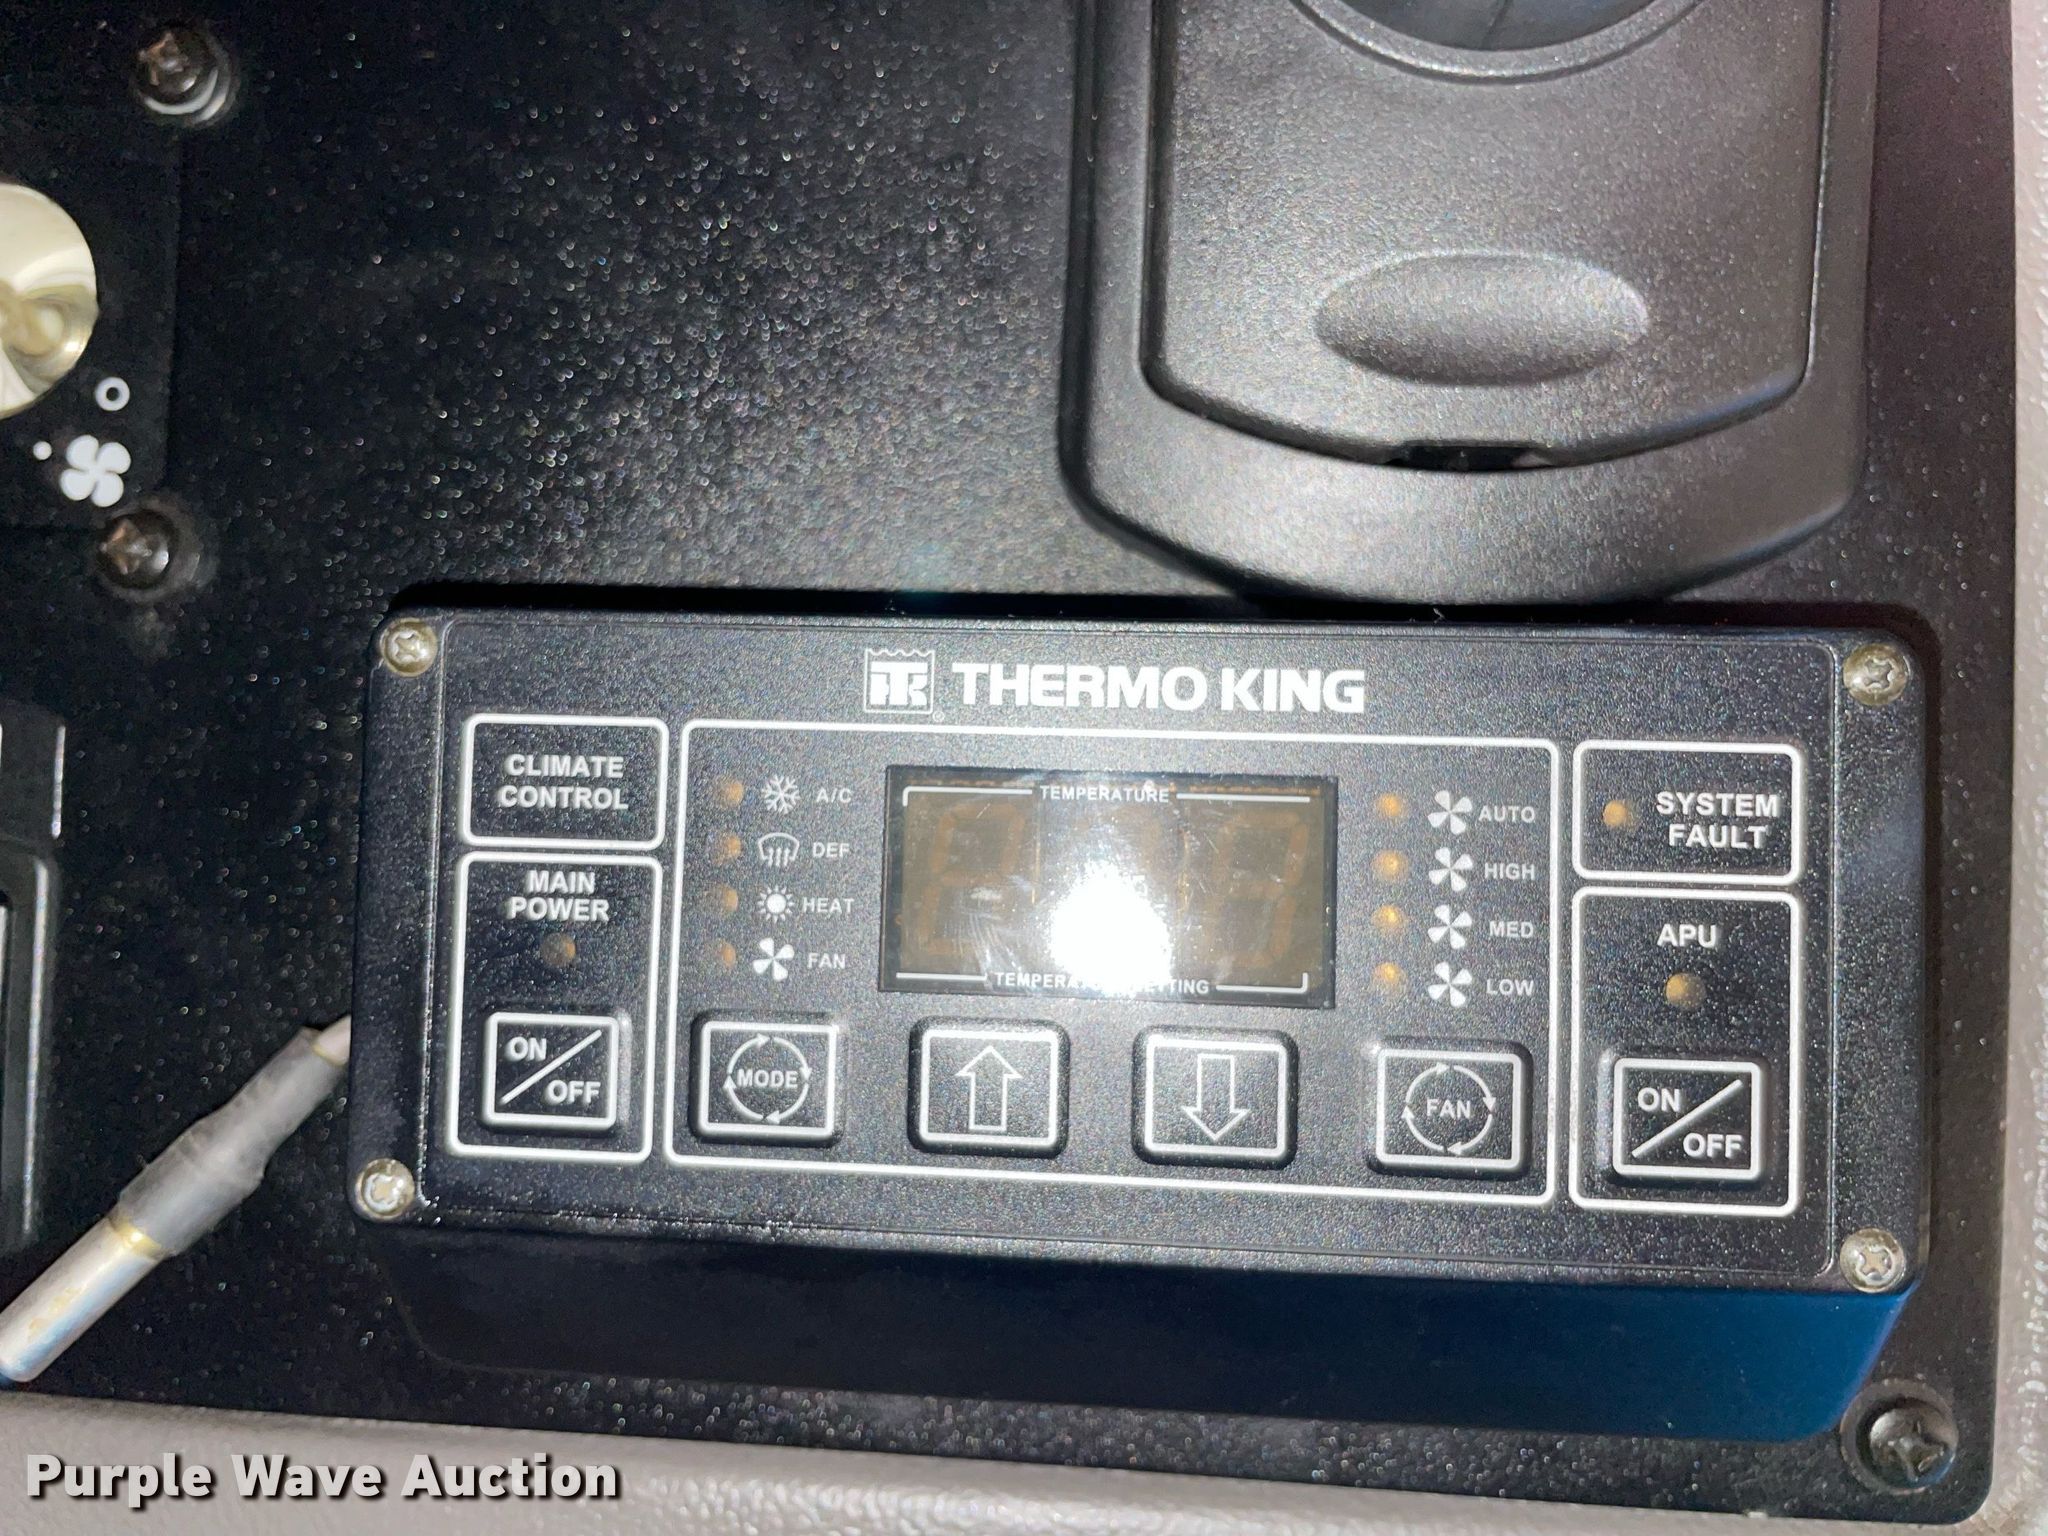 THERMO KING
CLIMATE
CONTROL
MAIN
POWER
ON
OFF
A/C
DEF
HEAT
FAN
MODE
TEMPERATURE
AUTO
HIGH
MED
LOW
FAN
SYSTEM
FAULT
APU
ON
OFF
Purple Wave Auction